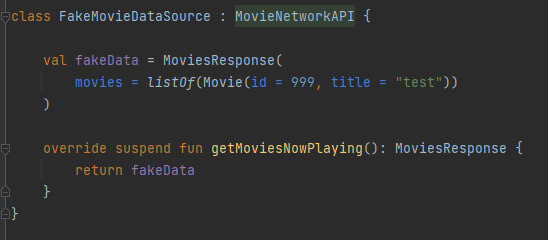 class FakeMovieDataSource : MovieNetworkAPI {
val fakeData = MoviesResponse(
movies = listOf(Movie(id = 999, title = "test"))
)
override suspend fun getMoviesNowPlaying(): MoviesResponse {
return fakeData
}
}